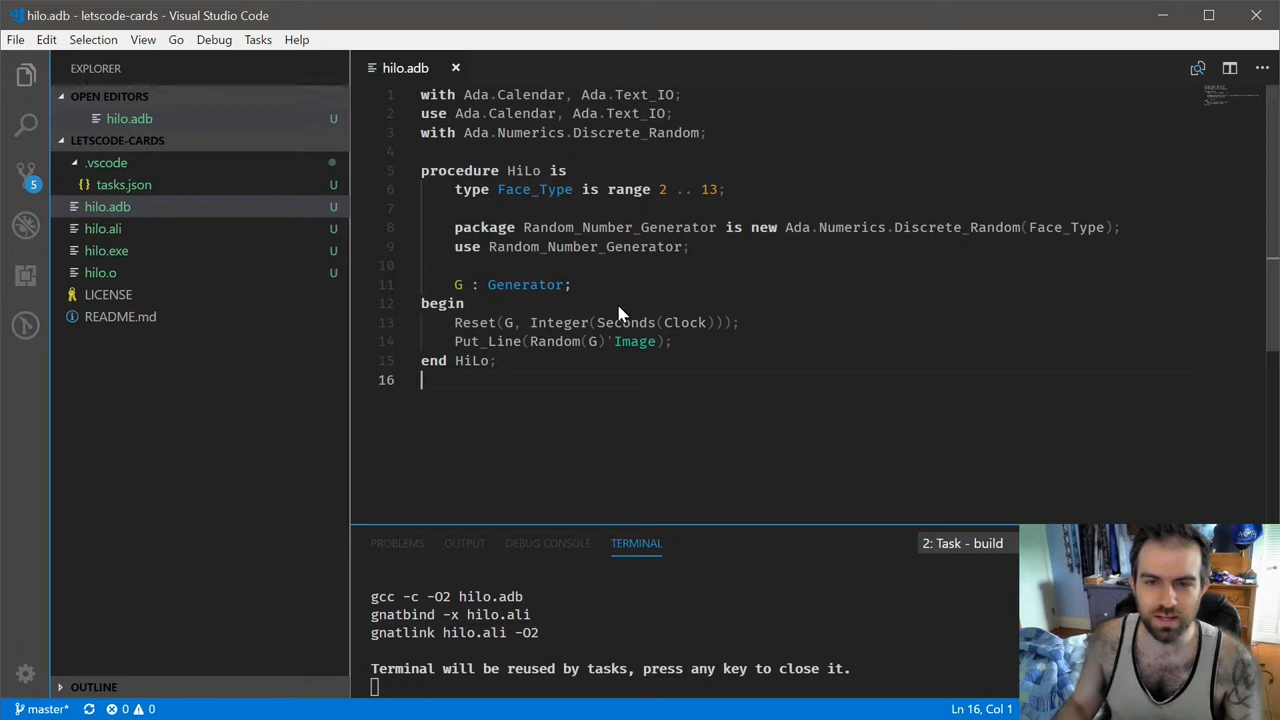 hilo.adb - letscode-cards - Visual Studio Code
File Edit Selection View Go Debug Tasks Help
EXPLORER
OPEN EDITORS
hilo.adb U
LETSCODE-CARDS
.vscode
tasks.json U
hilo.adb U
hilo.ali U
hilo.exe U
hilo.o U
LICENSE
README.md U
5
OUTLINE
hilo.adb
1 with Ada.Calendar, Ada.Text_IO;
2 use Ada.Calendar, Ada.Text_IO;
3 with Ada.Numerics.Discrete_Random;
4
5 procedure HiLo is
6 type Face_Type is range 2 .. 13;
7
8 package Random_Number_Generator is new Ada.Numerics.Discrete_Random(Face_Type);
9 use Random_Number_Generator;
10
11 G : Generator;
12 begin
13 Reset(G, Integer(Seconds(Clock)));
14 Put_Line(Random(G)'Image);
15 end HiLo;
16
PROBLEMS OUTPUT DEBUG CONSOLE TERMINAL 2: Task - build
gcc -c -O2 hilo.adb
gnatbind -x hilo.ali
gnatlink hilo.ali -O2
Terminal will be reused by tasks, press any key to close it.
master* 0 0 Ln 16, Col 1